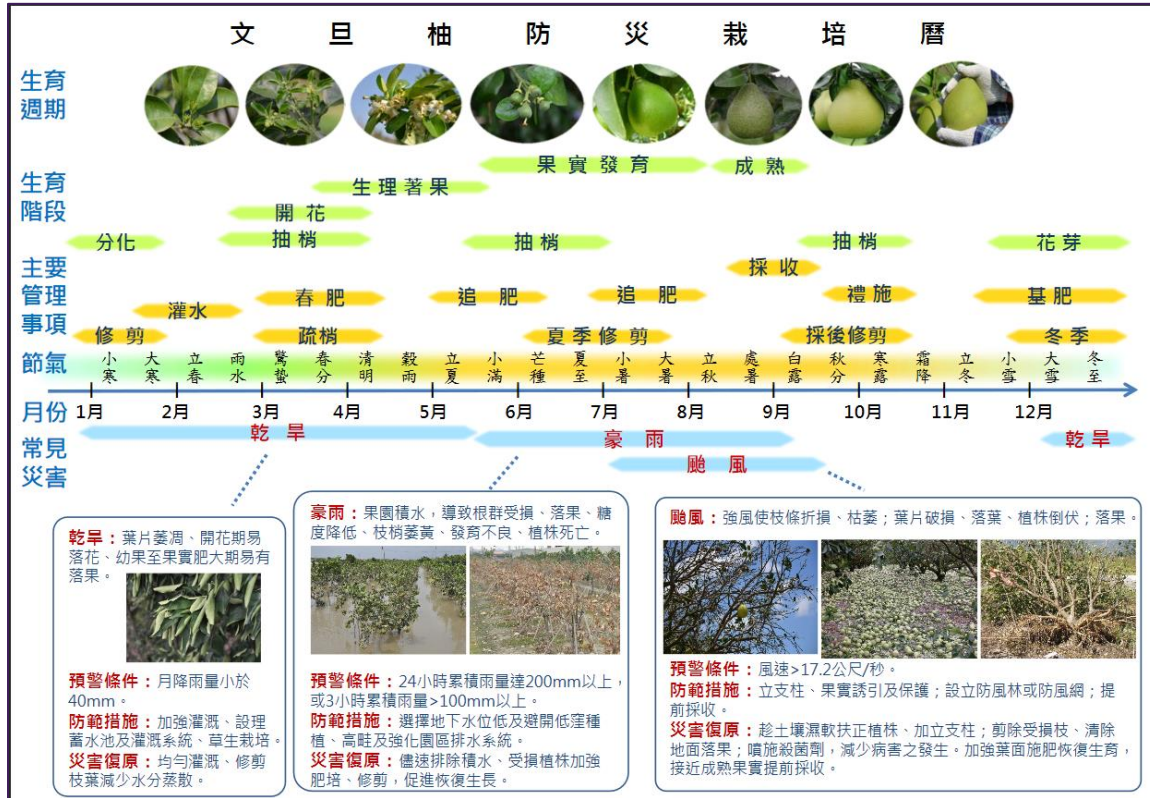 文旦柚防災栽培曆
生育
週期
果實發育
成熟
生育
階段
生理著果
開花
分化
抽梢
抽梢
抽梢
花芽
主要
管理
事項
採收
灌水
春肥
追肥
追肥
禮施
基肥
修剪
疏梢
夏季修剪
採後修剪
冬季
節氣
小寒
大寒
立春
雨水
驚蟄
春分
清明
穀雨
立夏
小滿
芒種
夏至
小暑
大暑
立秋
處暑
白露
秋分
寒露
霜降
立冬
小雪
大雪
冬至
月份
1月 2月 3月 4月 5月 6月 7月 8月 9月 10月 11月 12月
常見
災害
乾旱
豪雨
乾旱
颱風
乾旱：葉片萎凋、開花期易
落花、幼果至果實肥大期易有
落果。
預警條件：月降雨量小於
40mm。
防範措施：加強灌溉、設理
蓄水池及灌溉系統、草生栽培。
災害復原：均勻灌溉、修剪
枝葉減少水分蒸散。
豪雨：果園積水，導致根群受損、落果、糖
度降低、枝梢萎黃、發育不良、植株死亡。
預警條件：24小時累積雨量達200mm以上，
或3小時累積雨量>100mm以上；
防範措施：選擇地下水位低及避開低窪種
植、高畦及強化園區排水系統。
災害復原：儘速排除積水、受損植株加強
肥培、修剪，促進恢復生長。
颱風：強風使枝條折損、枯萎；葉片破損、落葉、植株倒伏；落果。
預警條件：風速>17.2公尺/秒。
防範措施：立支柱、果實誘引及保護；設立防風林或防風網；提
前採收。
災害復原：趁土壤濕軟扶正植株、加立支柱；剪除受損枝、清除
地面落果；噴施殺菌劑，減少病害之發生。加強葉面施肥恢復生育，
接近成熟果實提前採收。